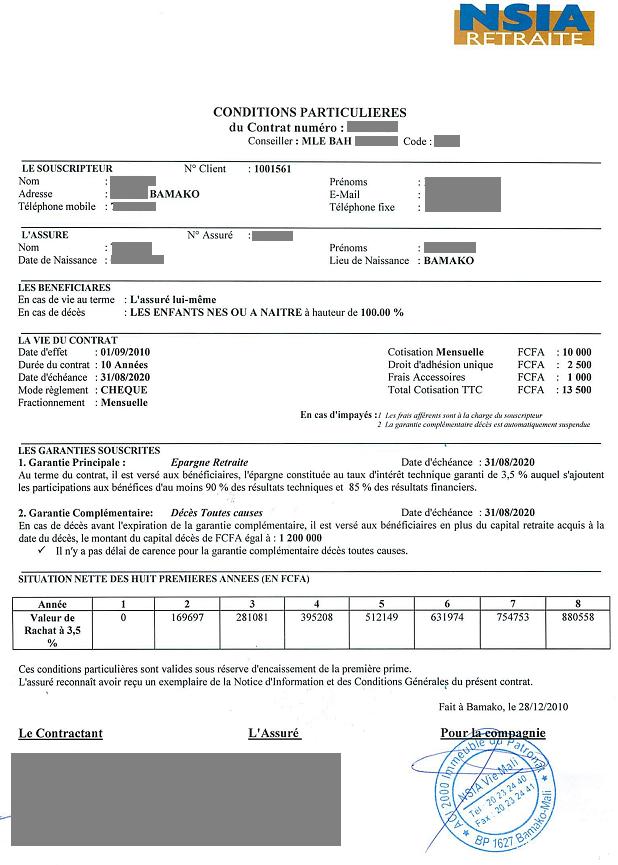 NSIA
RETRAITE
CONDITIONS PARTICULIERES
du Contrat numéro :
Conseiller : MLE BAH Code :
LE SOUSCRIPTEUR N° Client : 1001561
Nom : Prénoms :
Adresse : BAMAKO E-Mail :
Téléphone mobile : Téléphone fixe :
L'ASSURE N° Assuré :
Nom : Prénoms :
Date de Naissance : Lieu de Naissance : BAMAKO
LES BENEFICIARES
En cas de vie au terme : L'assuré lui-même
En cas de décès : LES ENFANTS NES OU A NAITRE à hauteur de 100.00 %
LA VIE DU CONTRAT
Date d'effet : 01/09/2010 Cotisation Mensuelle FCFA : 10 000
Durée du contrat : 10 Années Droit d'adhésion unique FCFA : 2 500
Date d'échéance : 31/08/2020 Frais Accessoires FCFA : 1 000
Mode règlement : CHEQUE Total Cotisation TTC FCFA : 13 500
Fractionnement : Mensuelle
En cas d'impayés : 1 Les frais afférents sont à la charge du souscripteur
2 La garantie complémentaire décès est automatiquement suspendue
LES GARANTIES SOUSCRITES
1. Garantie Principale : Epargne Retraite Date d'échéance : 31/08/2020
Au terme du contrat, il est versé aux bénéficiaires, l'épargne constituée au taux d'intérêt technique garanti de 3,5 % auquel s'ajoutent
les participations aux bénéfices d'au moins 90 % des résultats techniques et 85 % des résultats financiers.
2. Garantie Complémentaire: Décès Toutes causes Date d'échéance : 31/08/2020
En cas de décès avant l'expiration de la garantie complémentaire, il est versé aux bénéficiaires en plus du capital retraite acquis à la
date du décès, le montant du capital décès de FCFA égal à : 1 200 000
✓ Il n'y a pas délai de carence pour la garantie complémentaire décès toutes causes.
SITUATION NETTE DES HUIT PREMIERES ANNEES (EN FCFA)
Année 1 2 3 4 5 6 7 8
Valeur de Rachat à 3,5 % 0 169697 281081 395208 512149 631974 754753 880558
Ces conditions particulières sont valides sous réserve d'encaissement de la première prime.
L'assuré reconnaît avoir reçu un exemplaire de la Notice d'Information et des Conditions Générales du présent contrat.
Fait à Bamako, le 28/12/2010
Le Contractant L'Assuré Pour la compagnie
ACI 2000 Immeuble du Patronat
NSIA Vie Mali
Tel : 20 23 24 40
Fax : 20 23 24 41
BP 1627 Bamako-Mali